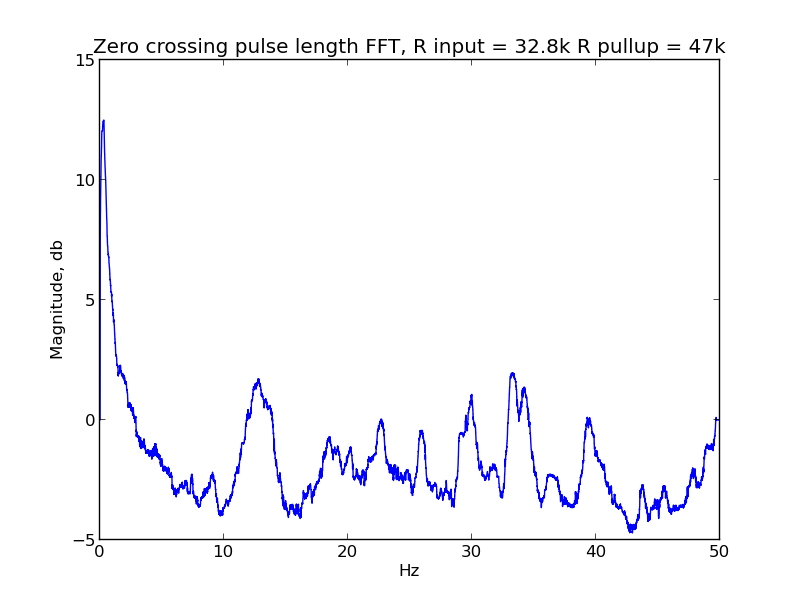 Zero crossing pulse length FFT, R input = 32.8k R pullup = 47k
15
10
5
0
−5
Magnitude, db
0 10 20 30 40 50
Hz